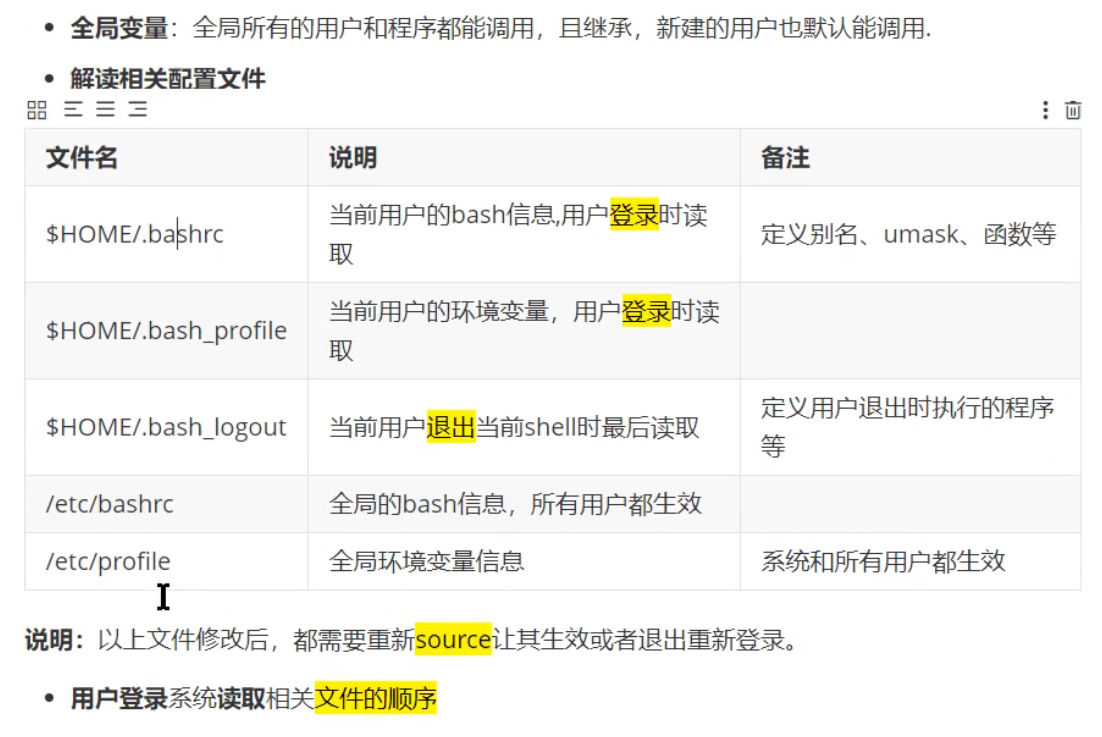 • 全局变量：全局所有的用户和程序都能调用，且继承，新建的用户也默认能调用.
• 解读相关配置文件
文件名 说明 备注
$HOME/.bashrc 当前用户的bash信息,用户登录时读
取 定义别名、umask、函数等
$HOME/.bash_profile 当前用户的环境变量，用户登录时读
取
$HOME/.bash_logout 当前用户退出当前shell时最后读取 定义用户退出时执行的程序
等
/etc/bashrc 全局的bash信息，所有用户都生效
/etc/profile 全局环境变量信息 系统和所有用户都生效
说明：以上文件修改后，都需要重新source让其生效或者退出重新登录。
• 用户登录系统读取相关文件的顺序